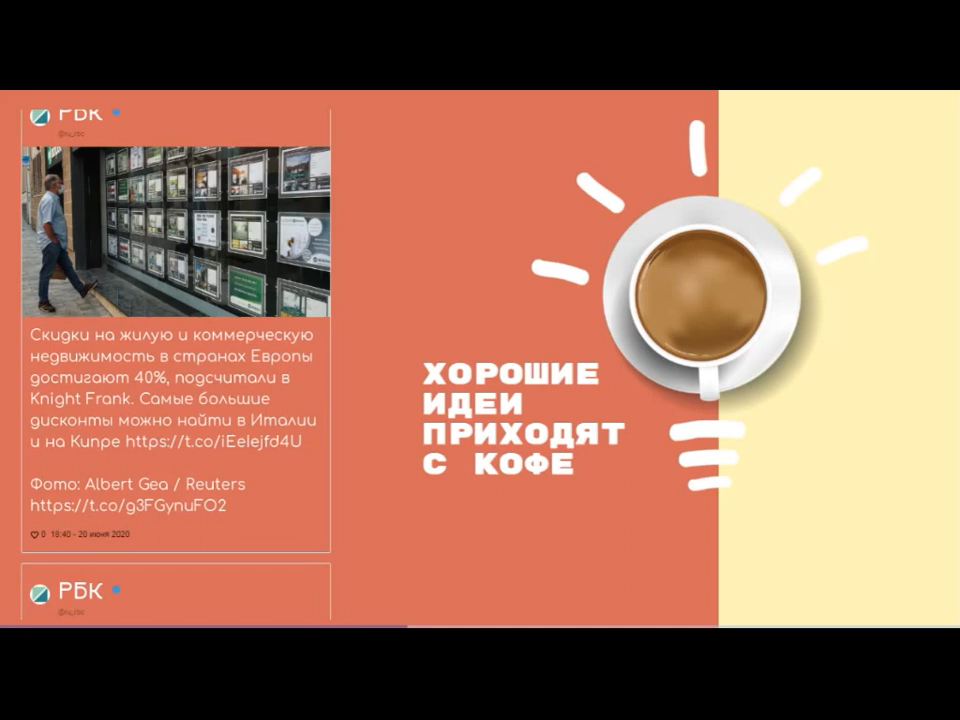 РБК
@ru_rbc
Скидки на жилую и коммерческую
недвижимость в странах Европы
достигают 40%, подсчитали в
Knight Frank. Самые большие
дисконты можно найти в Италии
и на Кипре https://t.co/iEelejfd4U
Фото: Albert Gea / Reuters
https://t.co/g3FGynuFO2
0 18:40 - 20 июня 2020
РБК
@ru_rbc
ХОРОШИЕ
ИДЕИ
ПРИХОДЯТ
С КОФЕ